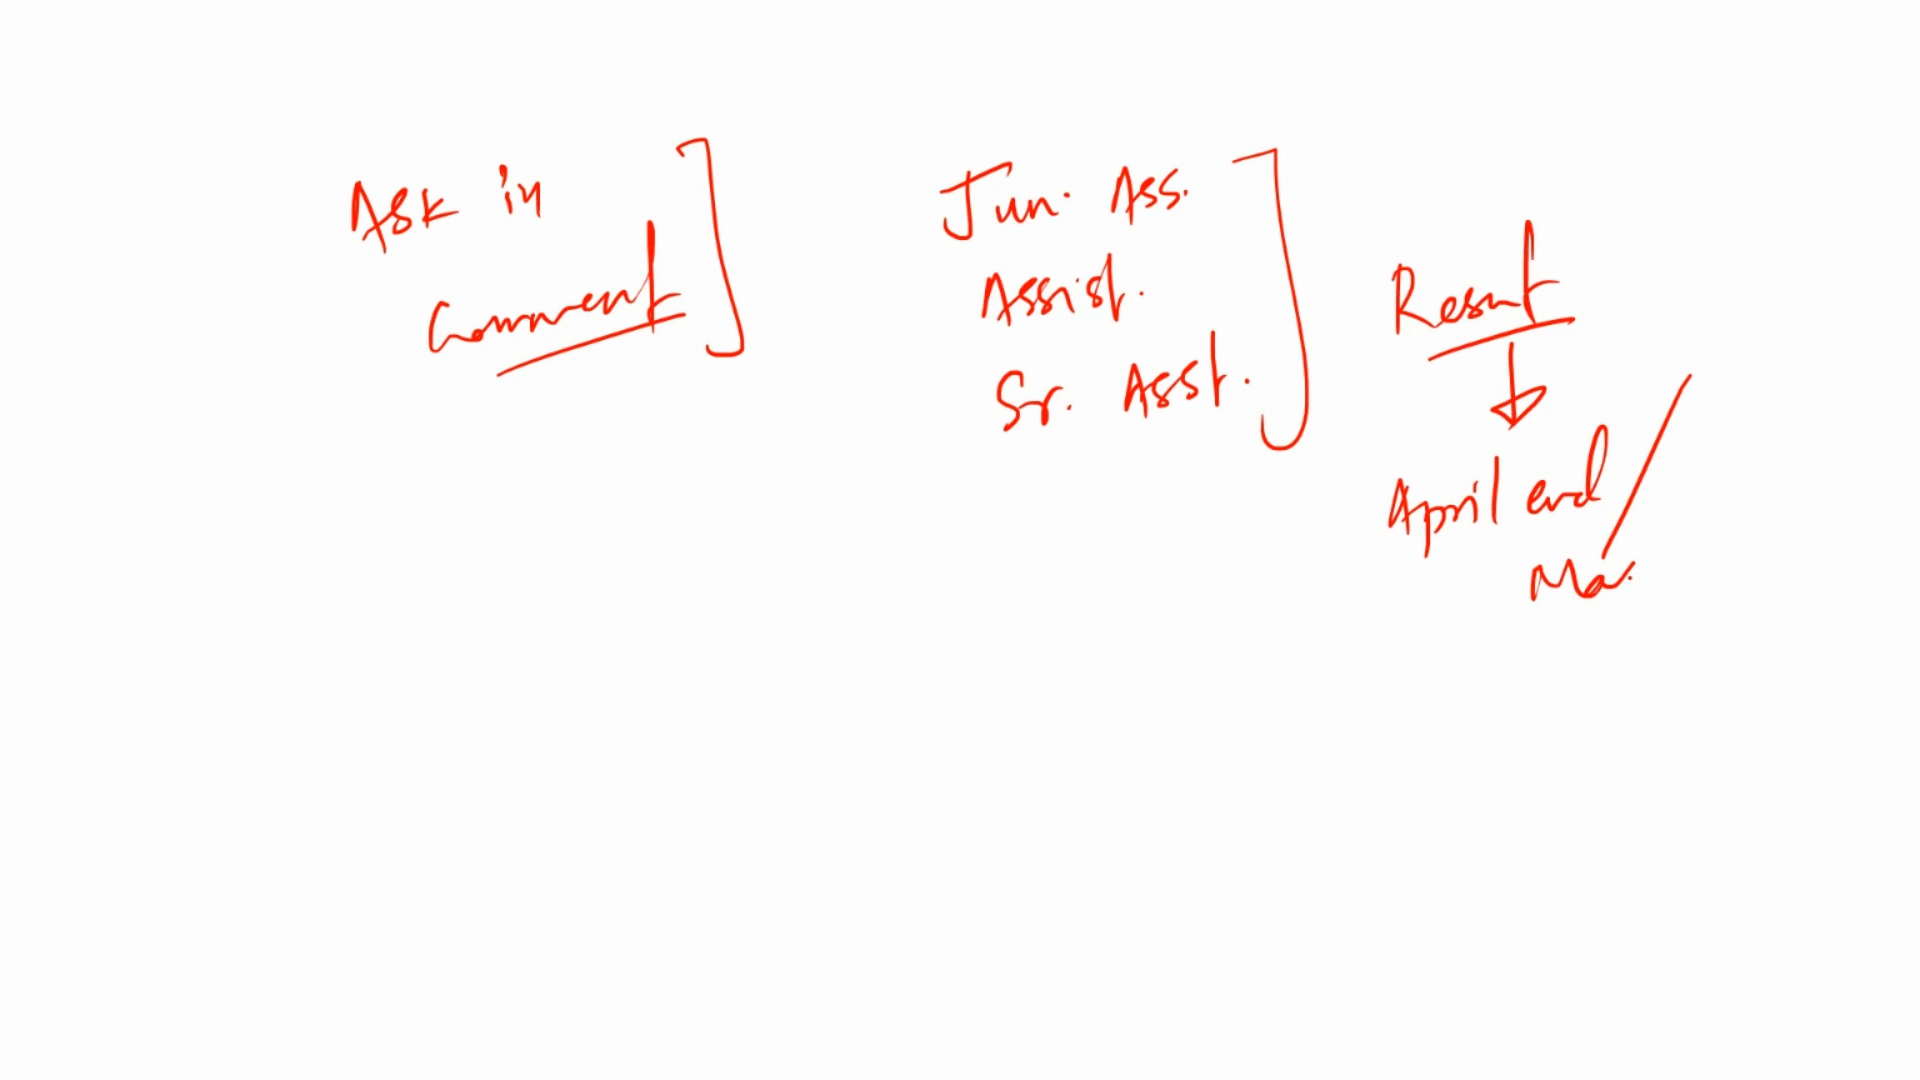 Ask in
Comment
Jun. Ass.
Assist.
Sr. Asst.
Result
April end /
Ma